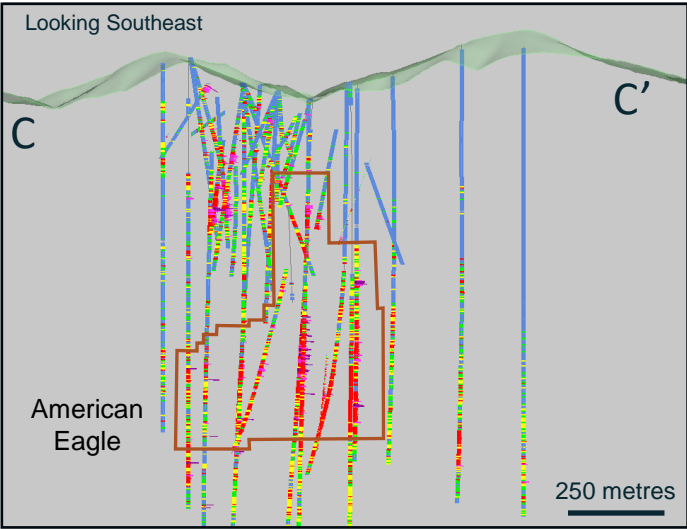 Looking Southeast
C
C’
American
Eagle
250 metres